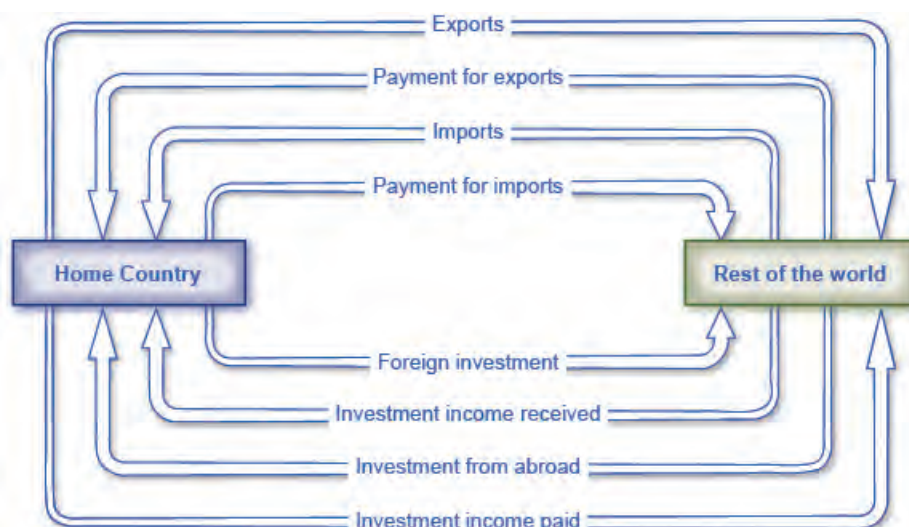 Exports
Payment for exports
Imports
Payment for imports
Home Country
Rest of the world
Foreign investment
Investment income received
Investment from abroad
Investment income paid